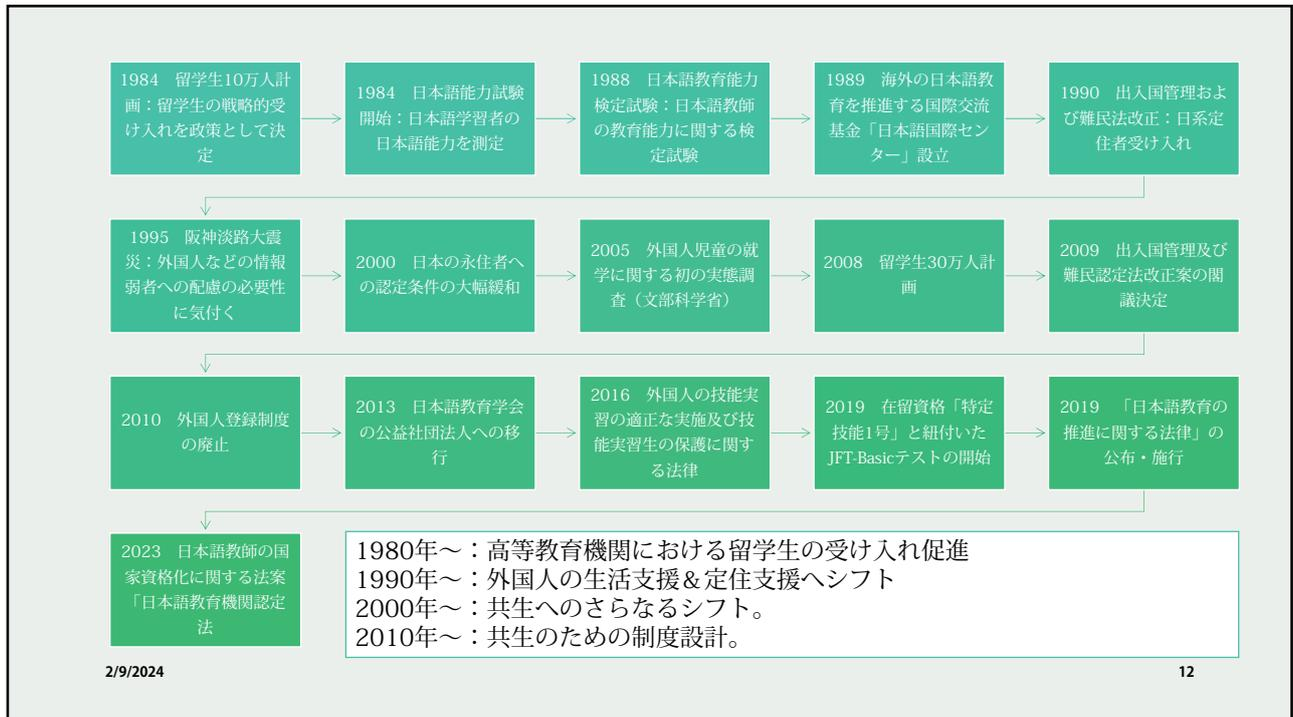 1984　留学生10万人計
画：留学生の戦略的受
け入れを政策として決
定
1984　日本語能力試験
開始：日本語学習者の
日本語能力を測定
1988　日本語教育能力
検定試験：日本語教師
の教育能力に関する検
定試験
1989　海外の日本語教
育を推進する国際交流
基金「日本語国際セン
ター」設立
1990　出入国管理およ
び難民法改正：日系定
住者受け入れ
1995　阪神淡路大震
災：外国人などの情報
弱者への配慮の必要性
に気付く
2000　日本の永住者へ
の認定条件の大幅緩和
2005　外国人児童の就
学に関する初の実態調
査（文部科学省）
2008　留学生30万人計
画
2009　出入国管理及び
難民認定法改正案の閣
議決定
2010　外国人登録制度
の廃止
2013　日本語教育学会
の公益社団法人への移
行
2016　外国人の技能実
習の適正な実施及び技
能実習生の保護に関す
る法律
2019　在留資格「特定
技能1号」と紐付いた
JFT-Basicテストの開始
2019　「日本語教育の
推進に関する法律」の
公布・施行
2023　日本語教師の国
家資格化に関する法案
「日本語教育機関認定
法
1980年～：高等教育機関における留学生の受け入れ促進
1990年～：外国人の生活支援＆定住支援へシフト
2000年～：共生へのさらなるシフト。
2010年～：共生のための制度設計。
2/9/2024
12